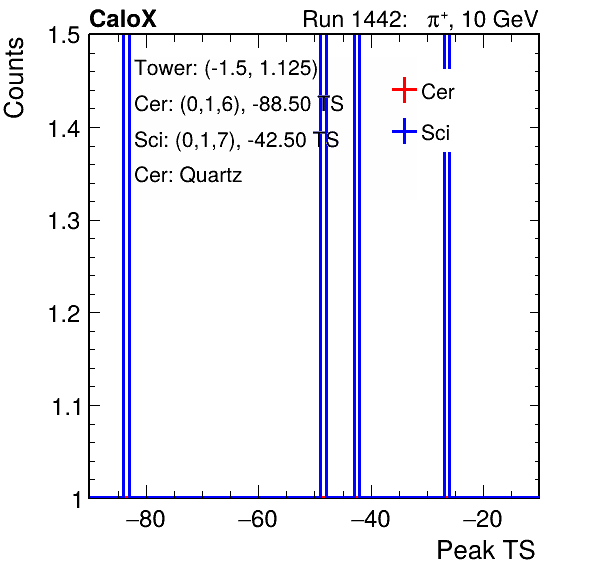 CaloX
Run 1442: π⁺, 10 GeV
Counts
1.5
1.4
1.3
1.2
1.1
1
Tower: (-1.5, 1.125)
Cer: (0,1,6), -88.50 TS
Sci: (0,1,7), -42.50 TS
Cer: Quartz
Cer
Sci
−80
−60
−40
−20
Peak TS